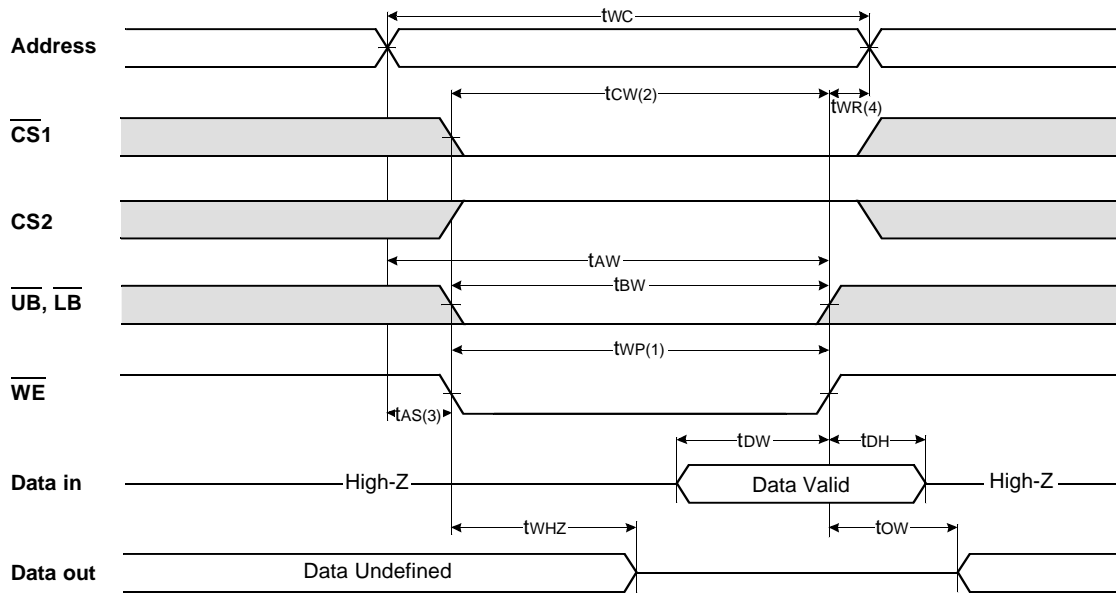 tWC
Address
tCW(2)
tWR(4)
CS1
CS2
tAW
tBW
UB, LB
tWP(1)
WE
tAS(3)
tDW
tDH
Data in
High-Z
Data Valid
High-Z
tWHZ
tOW
Data out
Data Undefined